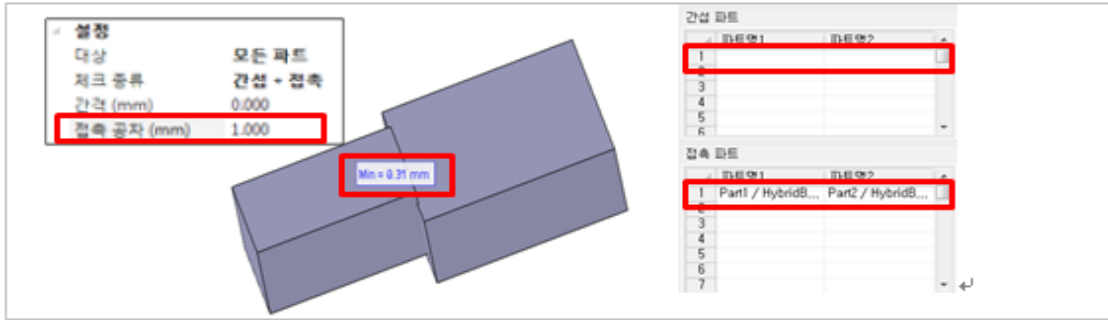 설정
대상 모든 파트
체크 종류 간섭 + 접촉
간격 (mm) 0.000
접촉 공차 (mm) 1.000
Min = 0.31 mm
간섭 파트
파트명1 파트명2
1
2
3
4
5
6
접촉 파트
파트명1 파트명2
1 Part1 / HybridB... Part2 / HybridB...
2
3
4
5
6
7